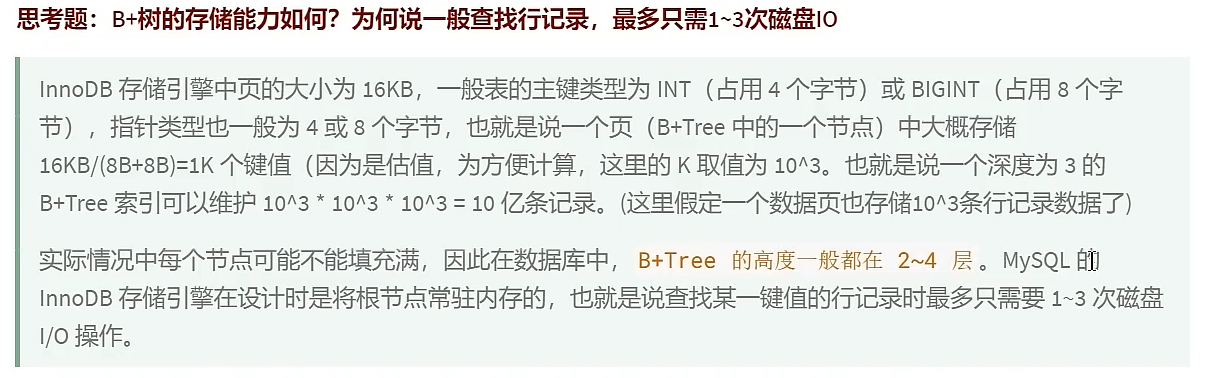 思考题：B+树的存储能力如何？为何说一般查找行记录，最多只需1~3次磁盘IO
InnoDB 存储引擎中页的大小为 16KB，一般表的主键类型为 INT（占用 4 个字节）或 BIGINT（占用 8 个字
节），指针类型也一般为 4 或 8 个字节，也就是说一个页（B+Tree 中的一个节点）中大概存储
16KB/(8B+8B)=1K 个键值（因为是估值，为方便计算，这里的 K 取值为 10^3。也就是说一个深度为 3 的
B+Tree 索引可以维护 10^3 * 10^3 * 10^3 = 10 亿条记录。(这里假定一个数据页也存储10^3条行记录数据了)
实际情况中每个节点可能不能填充满，因此在数据库中，B+Tree 的高度一般都在 2~4 层。MySQL 的
InnoDB 存储引擎在设计时是将根节点常驻内存的，也就是说查找某一键值的行记录时最多只需要 1~3 次磁盘
I/O 操作。